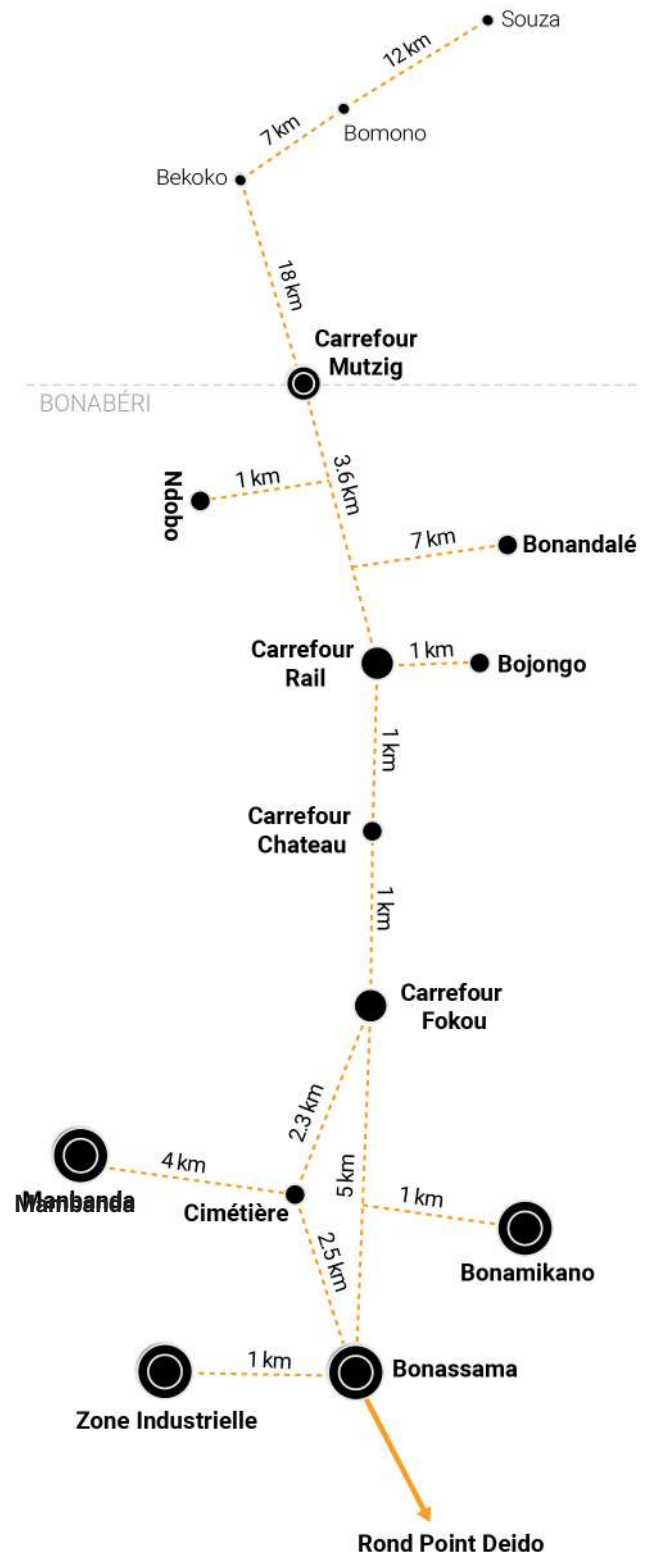 Souza
12 km
Bomono
7 km
Bekoko
18 km
Carrefour
Mutzig
BONABÉRI
3.6 km
1 km
Ndobo
7 km
Bonandalé
Carrefour
Rail
1 km
Bojongo
1 km
Carrefour
Chateau
1 km
Carrefour
Fokou
2.3 km
4 km
Mambanda
Cimétière
5 km
1 km
Bonamikano
2.5 km
1 km
Bonassama
Zone Industrielle
Rond Point Deido